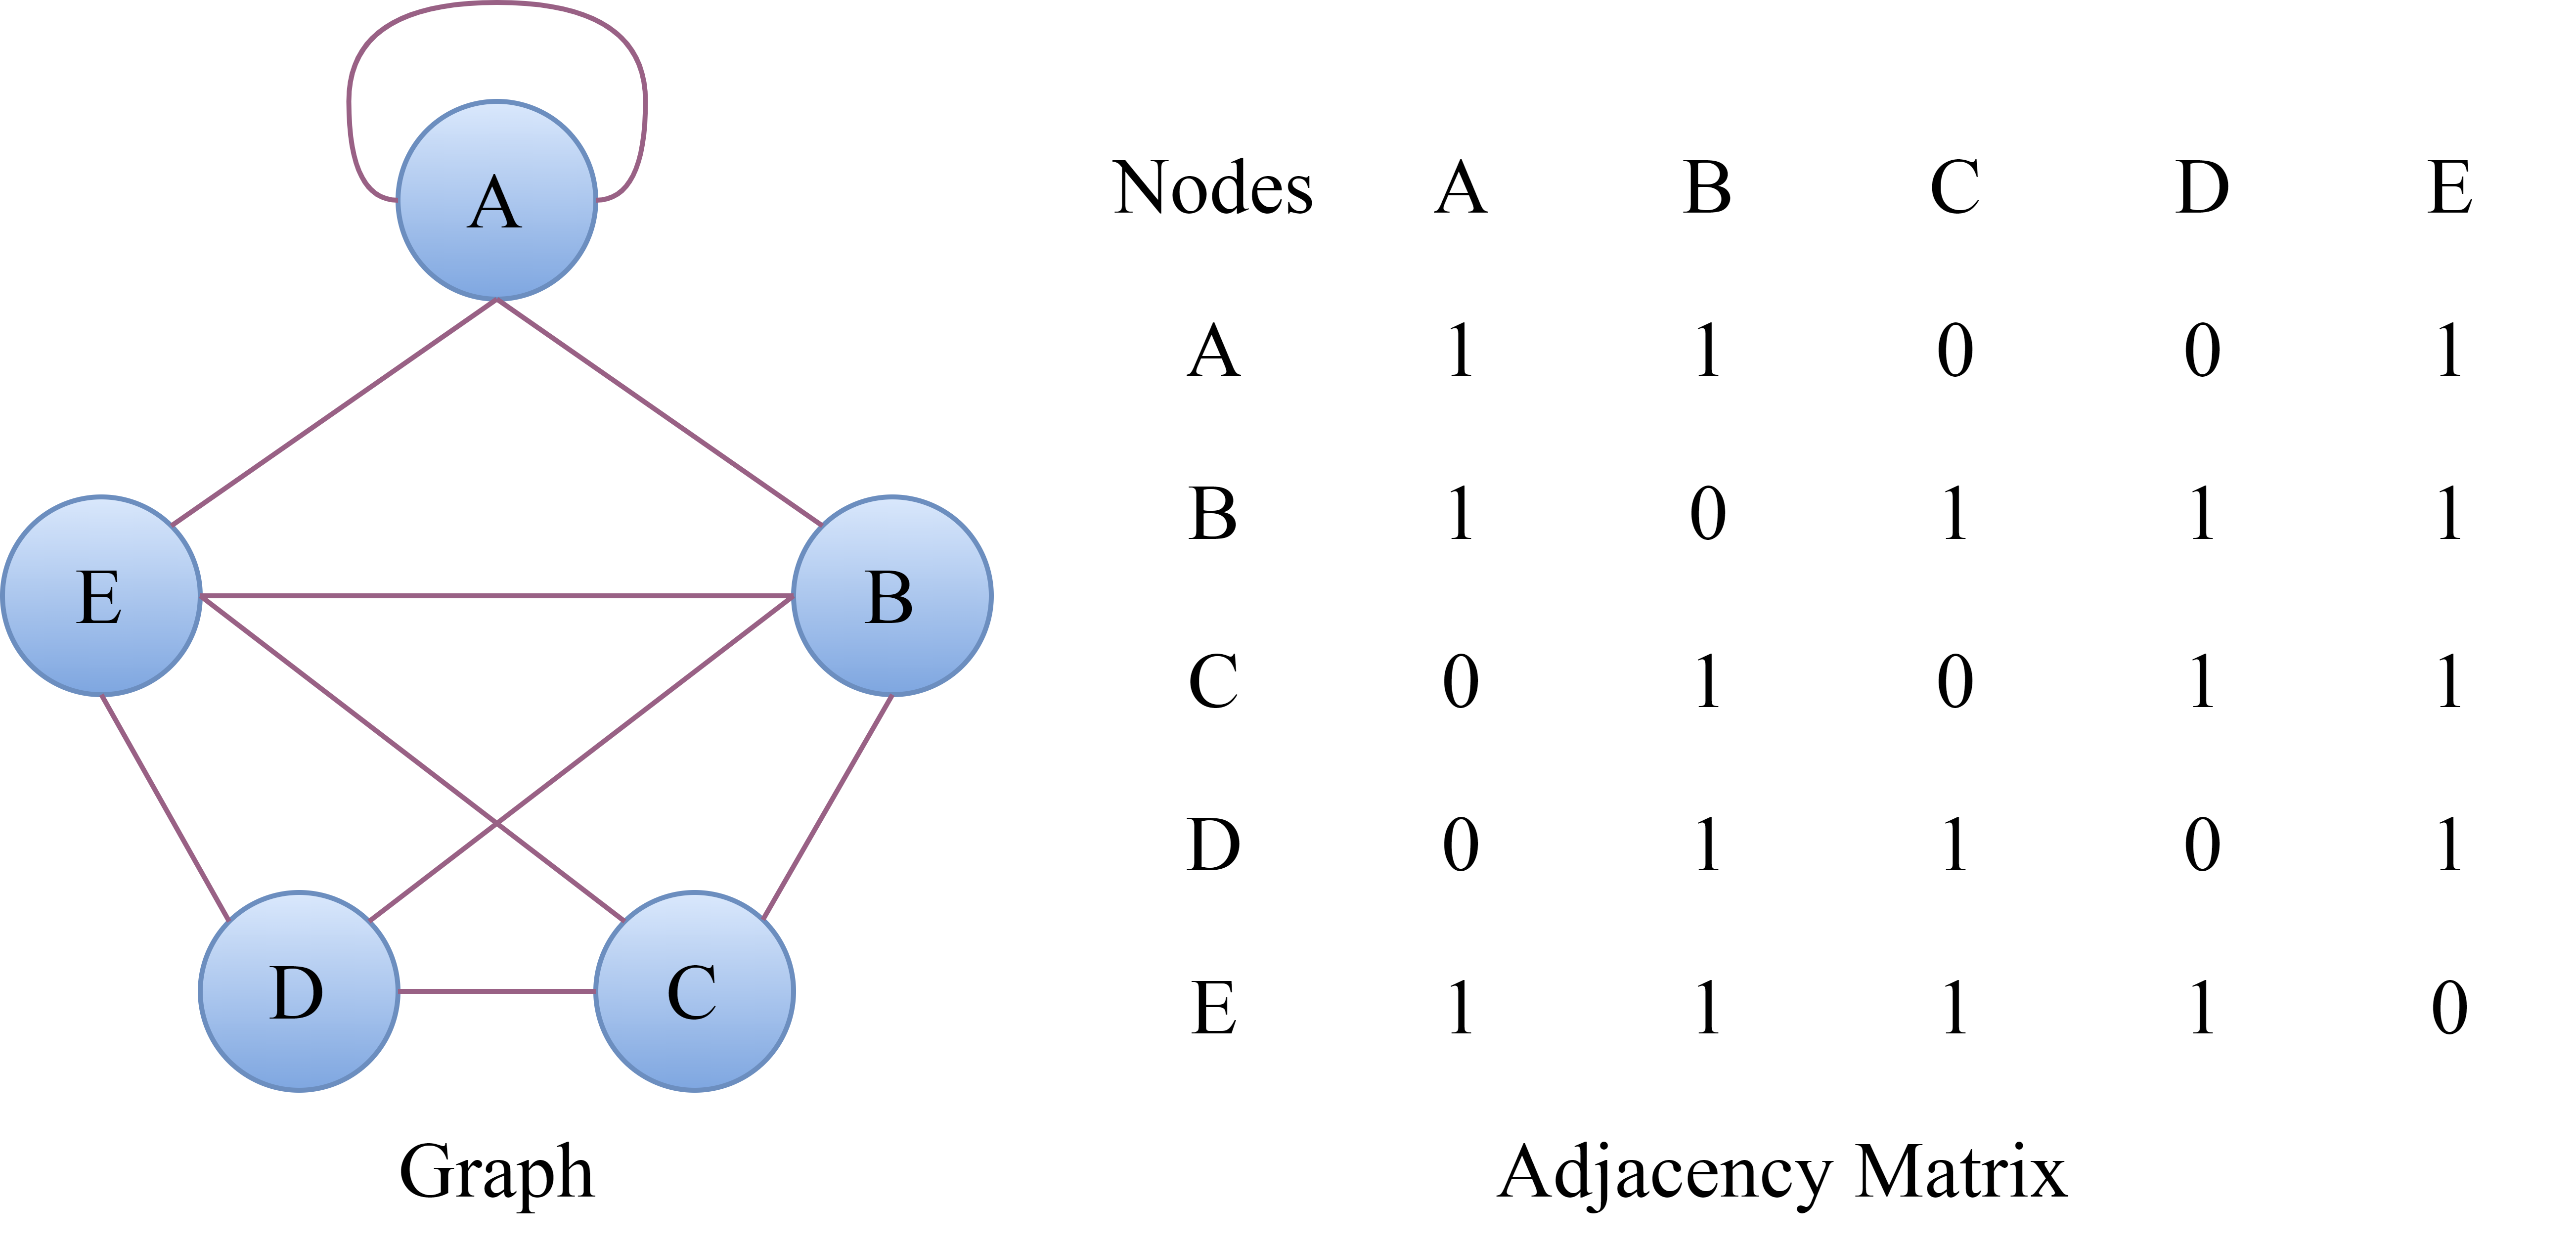 A
E
B
D
C
Graph
Nodes A B C D E
A 1 1 0 0 1
B 1 0 1 1 1
C 0 1 0 1 1
D 0 1 1 0 1
E 1 1 1 1 0
Adjacency Matrix